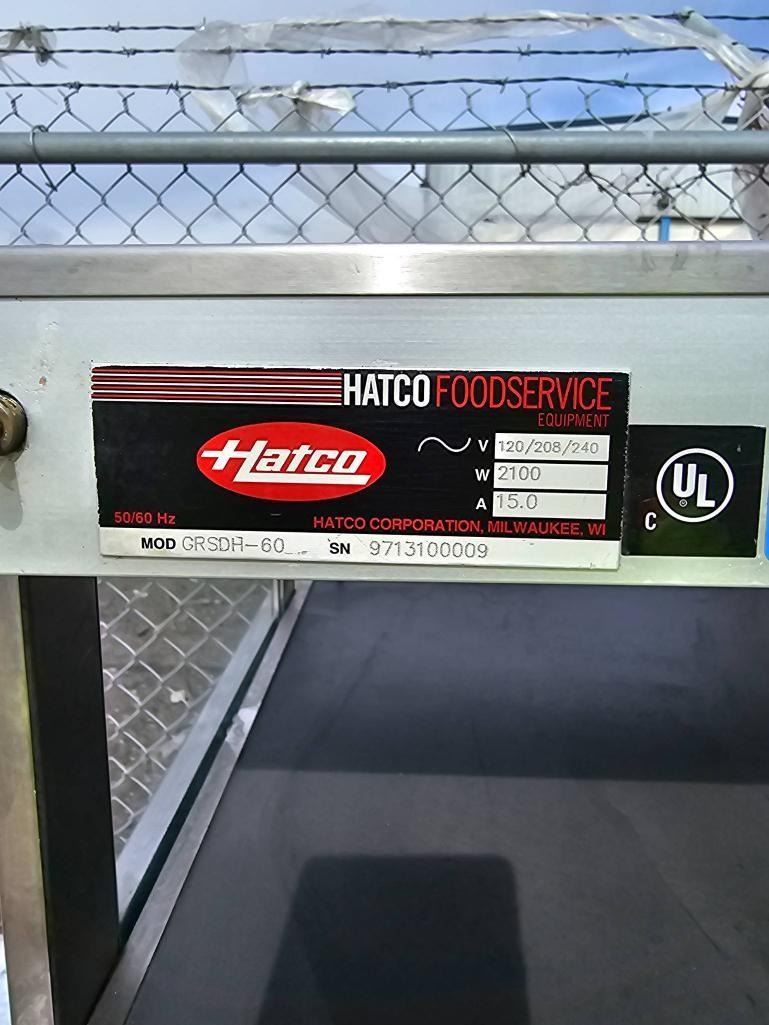 HATCO FOODSERVICE
EQUIPMENT
Hatco
V 120/208/240
W 2100
A 15.0
50/60 Hz
HATCO CORPORATION, MILWAUKEE, WI
MOD GRSDH-60 SN 9713100009
C UL